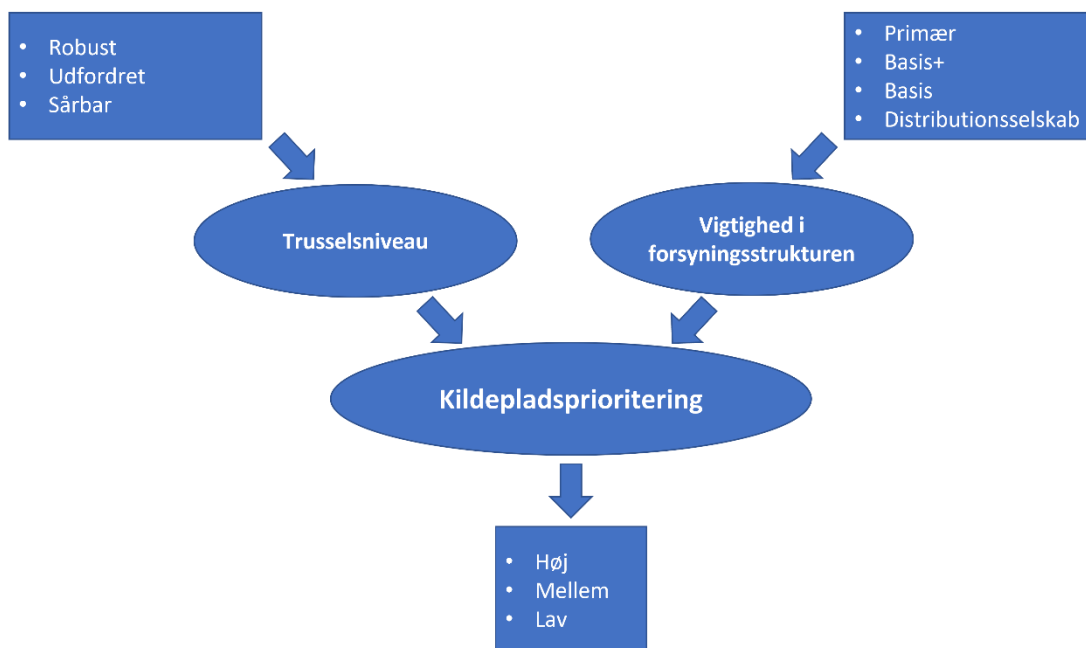 • Robust
• Udfordret
• Sårbar
• Primær
• Basis+
• Basis
• Distributionsselskab
Trusselsniveau
Vigtighed i
forsyningsstrukturen
Kildepladsprioritering
• Høj
• Mellem
• Lav